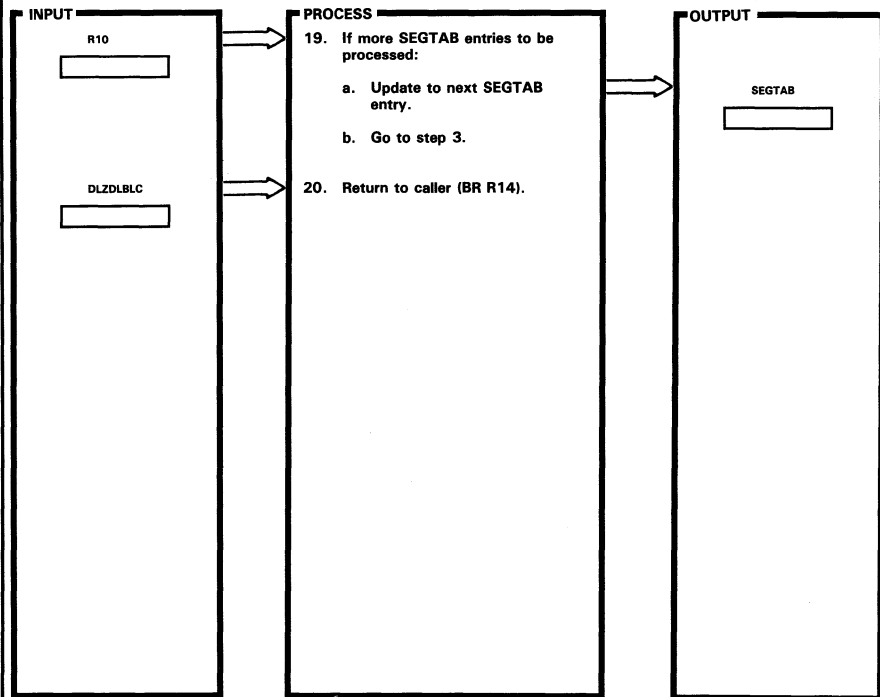 INPUT
R10
DLZDLBLC
PROCESS
19. If more SEGTAB entries to be
processed:
a. Update to next SEGTAB
entry.
b. Go to step 3.
20. Return to caller (BR R14).
OUTPUT
SEGTAB